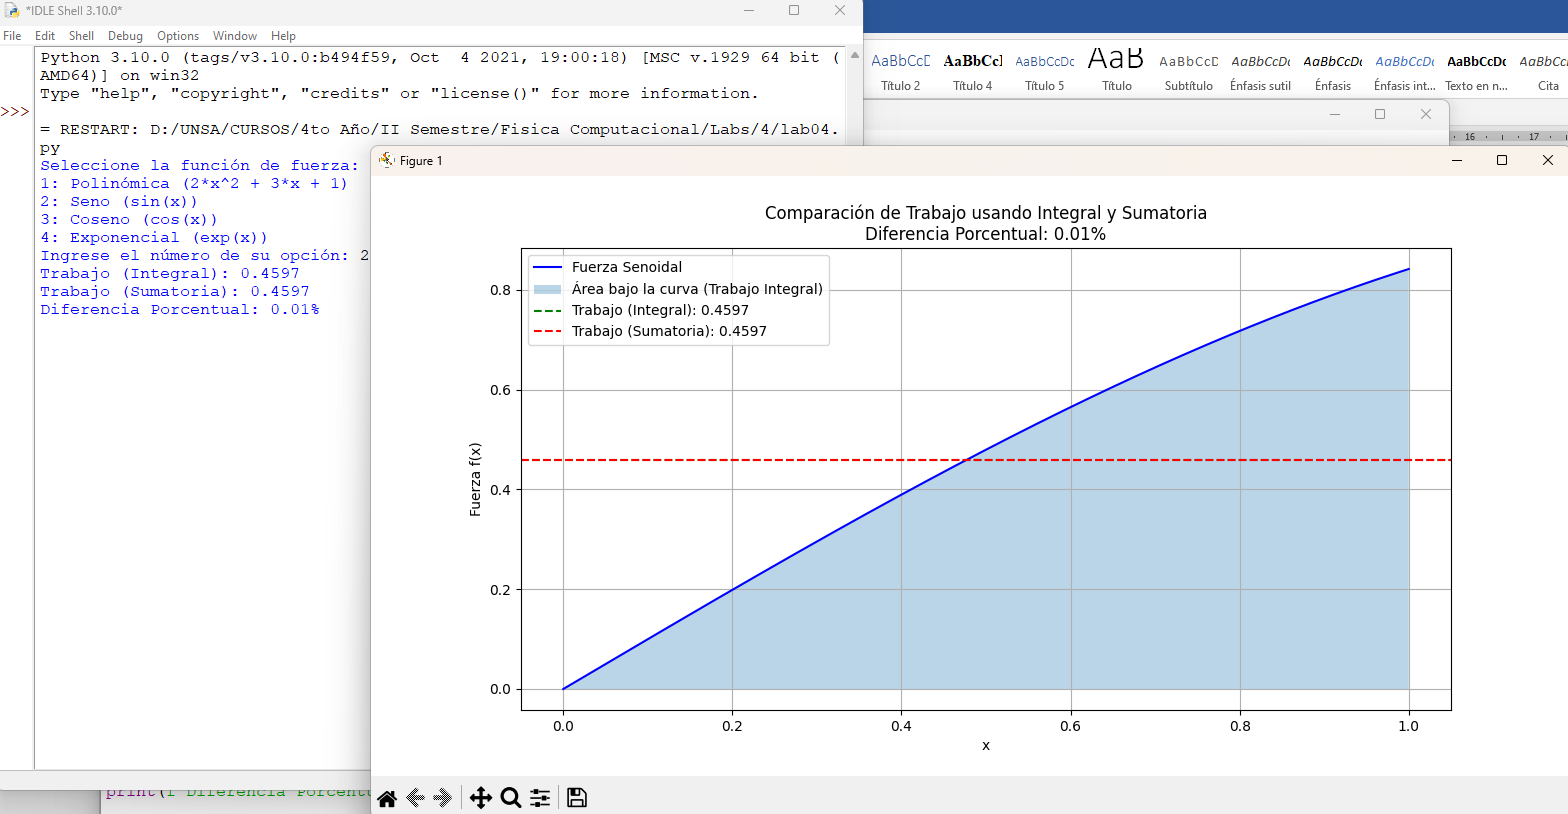 *IDLE Shell 3.10.0*
File Edit Shell Debug Options Window Help
Python 3.10.0 (tags/v3.10.0:b494f59, Oct  4 2021, 19:00:18) [MSC v.1929 64 bit (
AMD64)] on win32
Type "help", "copyright", "credits" or "license()" for more information.
>>>
= RESTART: D:/UNSA/CURSOS/4to Año/II Semestre/Fisica Computacional/Labs/4/lab04.
py
Seleccione la función de fuerza:
1: Polinómica (2*x^2 + 3*x + 1)
2: Seno (sin(x))
3: Coseno (cos(x))
4: Exponencial (exp(x))
Ingrese el número de su opción: 2
Trabajo (Integral): 0.4597
Trabajo (Sumatoria): 0.4597
Diferencia Porcentual: 0.01%
AaBbCcD AaBbCcI AaBbCcDc AaB AaBbCcD AaBbCcDc AaBbCcDc AaBbCcDc AaBbCcDc AaBbCcD
Título 2 Título 4 Título 5 Título Subtítulo Énfasis sutil Énfasis Énfasis int... Texto en n... Cita
16 17
Figure 1
Comparación de Trabajo usando Integral y Sumatoria
Diferencia Porcentual: 0.01%
Fuerza Senoidal
Área bajo la curva (Trabajo Integral)
Trabajo (Integral): 0.4597
Trabajo (Sumatoria): 0.4597
Fuerza f(x)
0.8
0.6
0.4
0.2
0.0
0.0 0.2 0.4 0.6 0.8 1.0
x
print(f"Diferencia Porcent